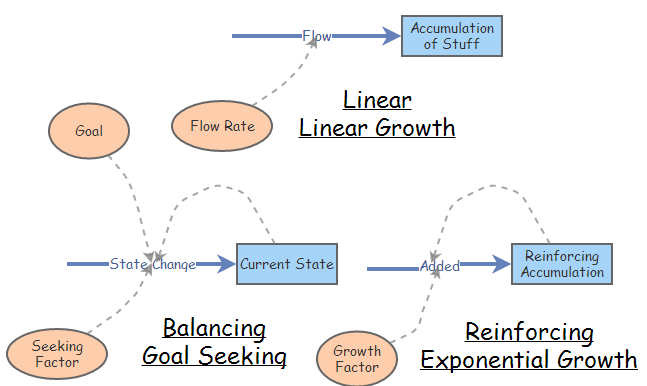 Flow
Accumulation
of Stuff
Flow Rate
Linear
Linear Growth
Goal
State Change
Current State
Seeking
Factor
Balancing
Goal Seeking
Added
Reinforcing
Accumulation
Growth
Factor
Reinforcing
Exponential Growth